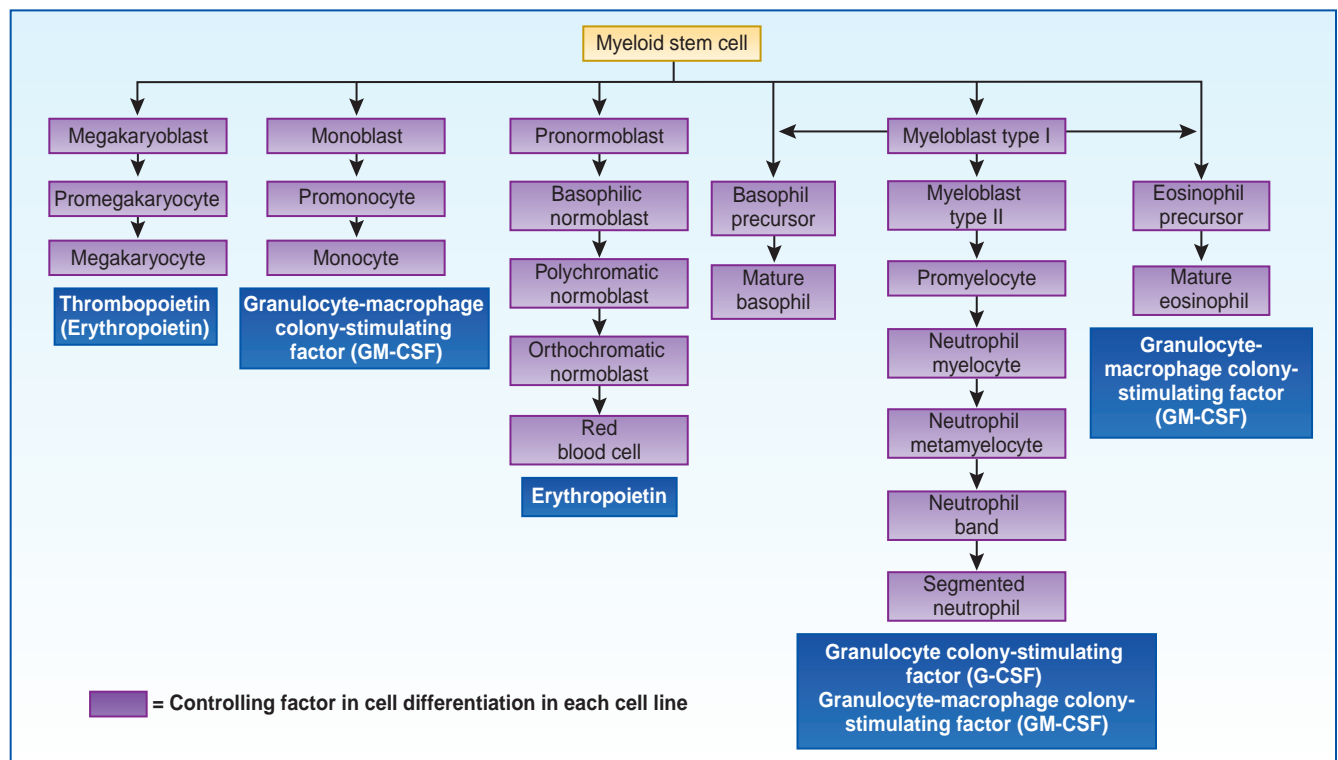 Myeloid stem cell
Megakaryoblast
Promegakaryocyte
Megakaryocyte
Thrombopoietin
(Erythropoietin)
Monoblast
Promonocyte
Monocyte
Granulocyte-macrophage
colony-stimulating
factor (GM-CSF)
Pronormoblast
Basophilic
normoblast
Polychromatic
normoblast
Orthochromatic
normoblast
Red
blood cell
Erythropoietin
Basophil
precursor
Mature
basophil
Myeloblast type I
Myeloblast
type II
Promyelocyte
Neutrophil
myelocyte
Neutrophil
metamyelocyte
Neutrophil
band
Segmented
neutrophil
Granulocyte colony-stimulating
factor (G-CSF)
Granulocyte-macrophage colony-
stimulating factor (GM-CSF)
Eosinophil
precursor
Mature
eosinophil
Granulocyte-
macrophage colony-
stimulating factor
(GM-CSF)
= Controlling factor in cell differentiation in each cell line